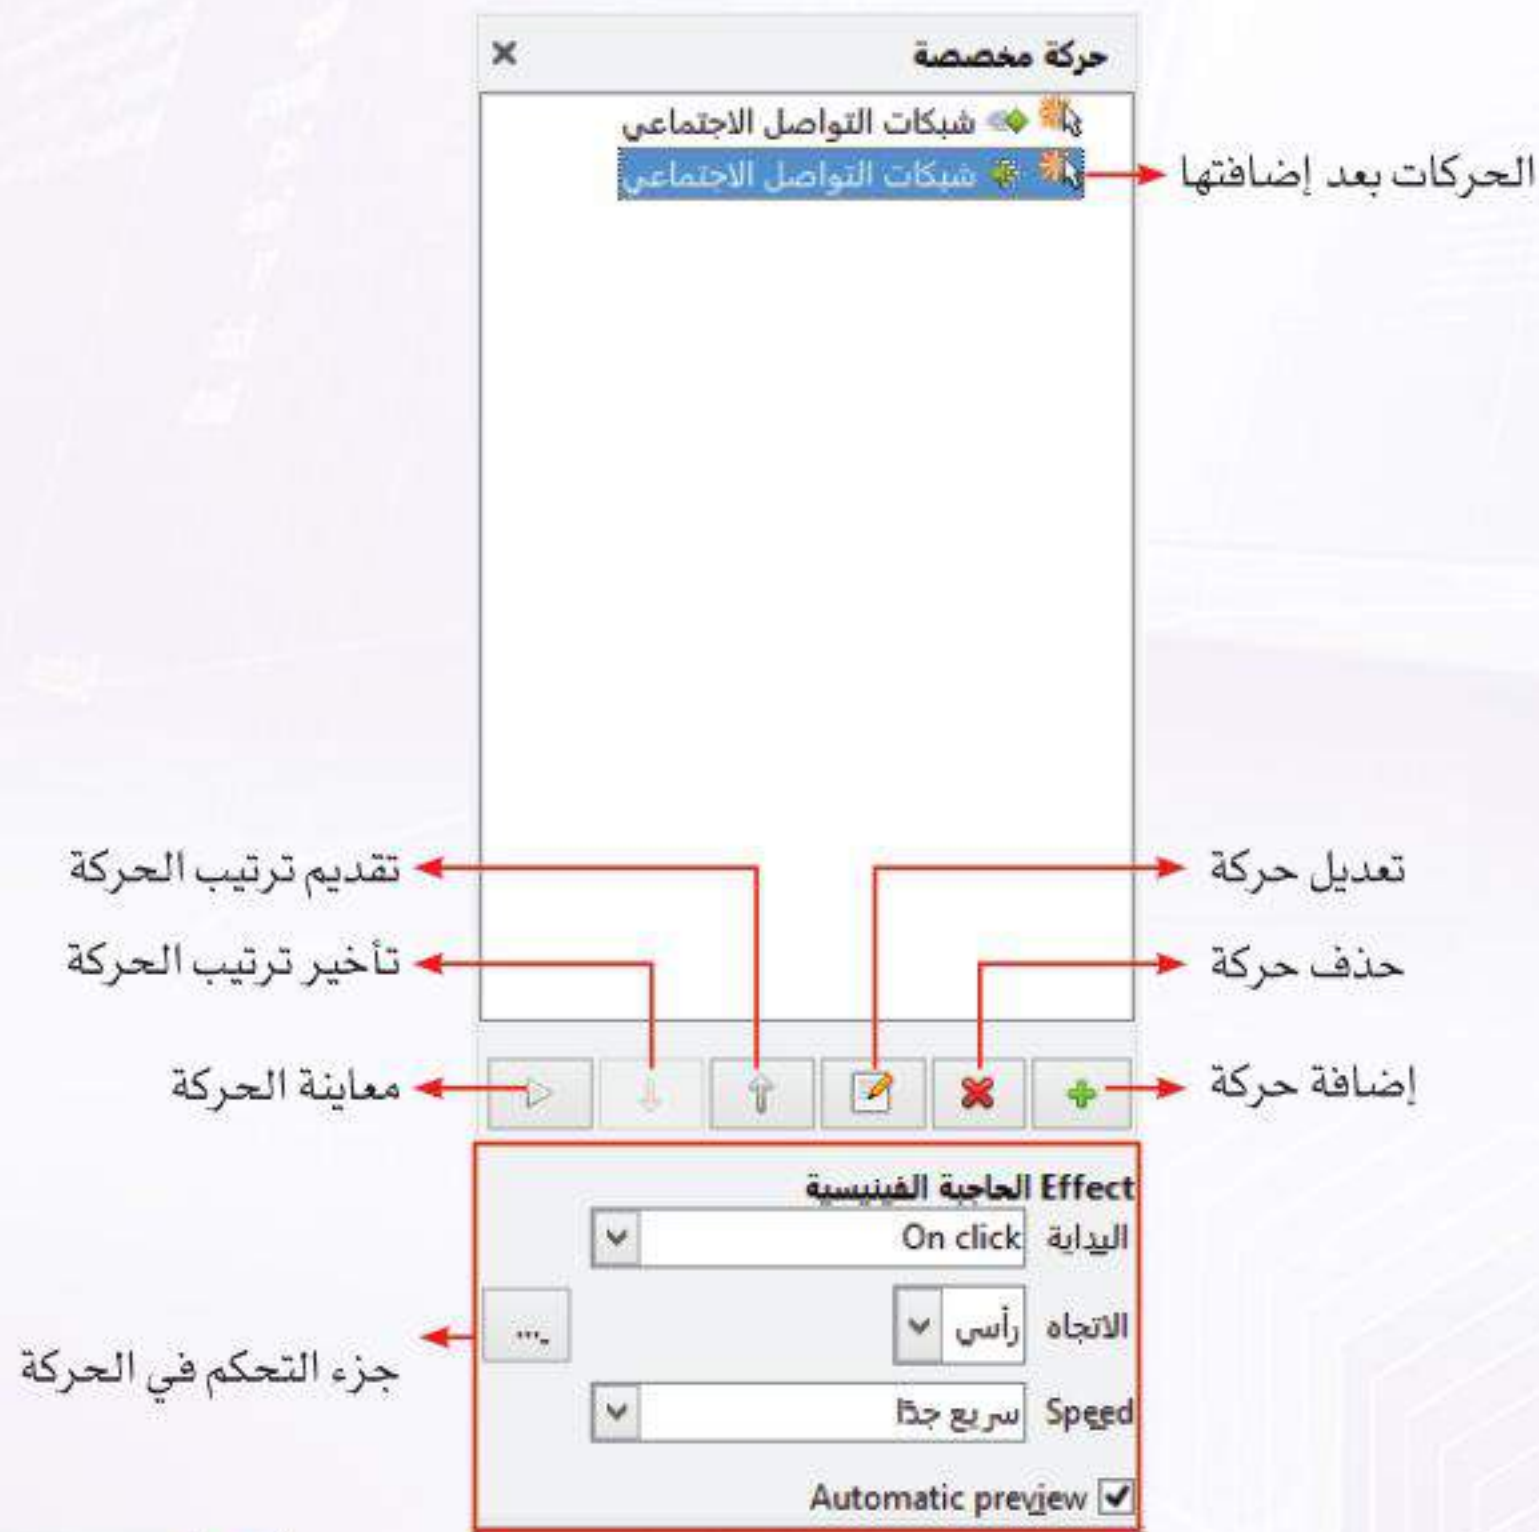 حركة مخصصة
شبكات التواصل الاجتماعي
شبكات التواصل الاجتماعي
الحركات بعد إضافتها
تعديل حركة
تقديم ترتيب الحركة
حذف حركة
تأخير ترتيب الحركة
إضافة حركة
معاينة الحركة
Effect الحاجبة الفينيسية
البداية On click
الاتجاه رأسي ...
جزء التحكم في الحركة
Speed سريع جدًا
Automatic preview